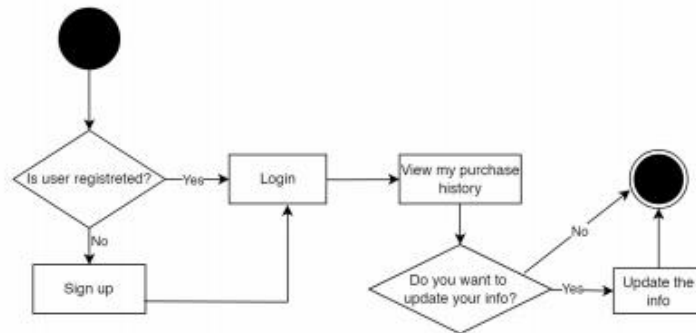 Is user registreted?
Yes
Login
View my purchase
history
No
Sign up
Do you want to
update your info?
No
Yes
Update the
info